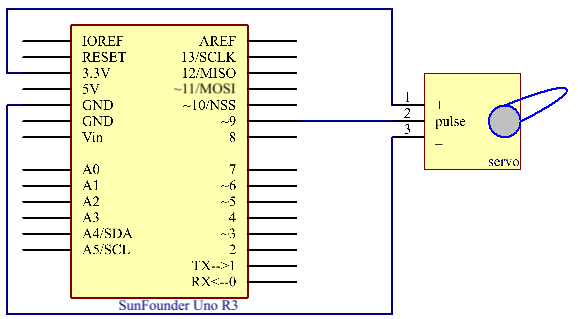 IOREF AREF
RESET 13/SCLK
3.3V 12/MISO
5V ~11/MOSI
GND ~10/NSS
GND ~9
Vin 8
A0 7
A1 ~6
A2 ~5
A3 4
A4/SDA ~3
A5/SCL 2
TX-->1
RX<--0
SunFounder Uno R3
1 +
2 pulse
3 –
servo